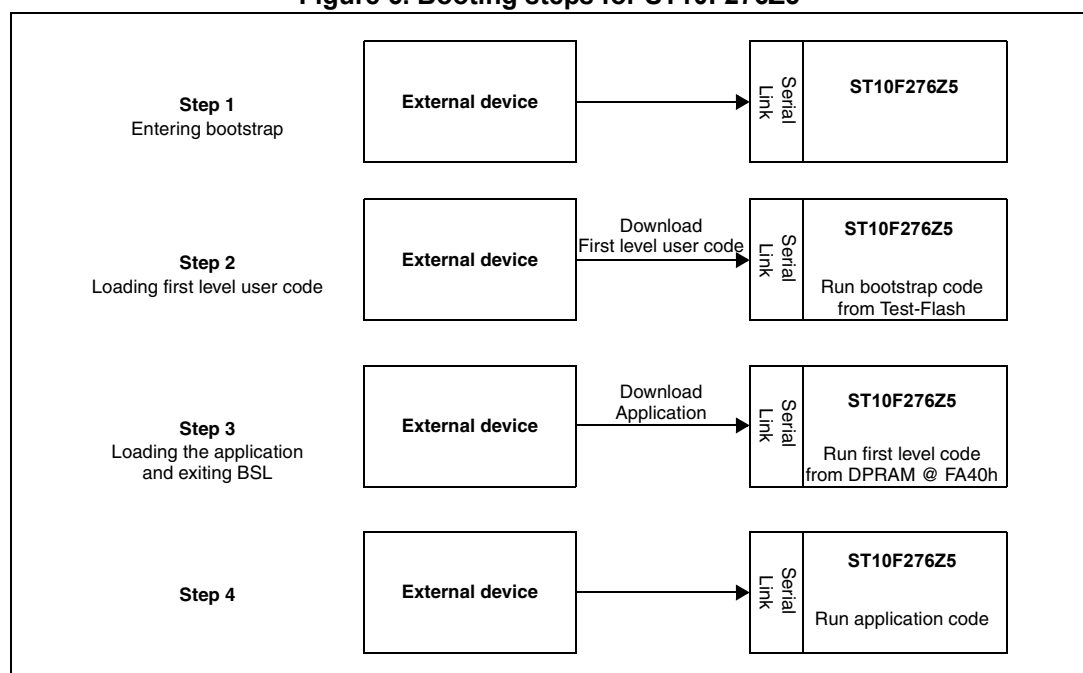 Figure 6. Booting steps for ST10F276Z5
Step 1
Entering bootstrap
External device
Serial
Link
ST10F276Z5
Step 2
Loading first level user code
External device
Download
First level user code
Serial
Link
ST10F276Z5
Run bootstrap code
from Test-Flash
Step 3
Loading the application
and exiting BSL
External device
Download
Application
Serial
Link
ST10F276Z5
Run first level code
from DPRAM @ FA40h
Step 4
External device
Serial
Link
ST10F276Z5
Run application code